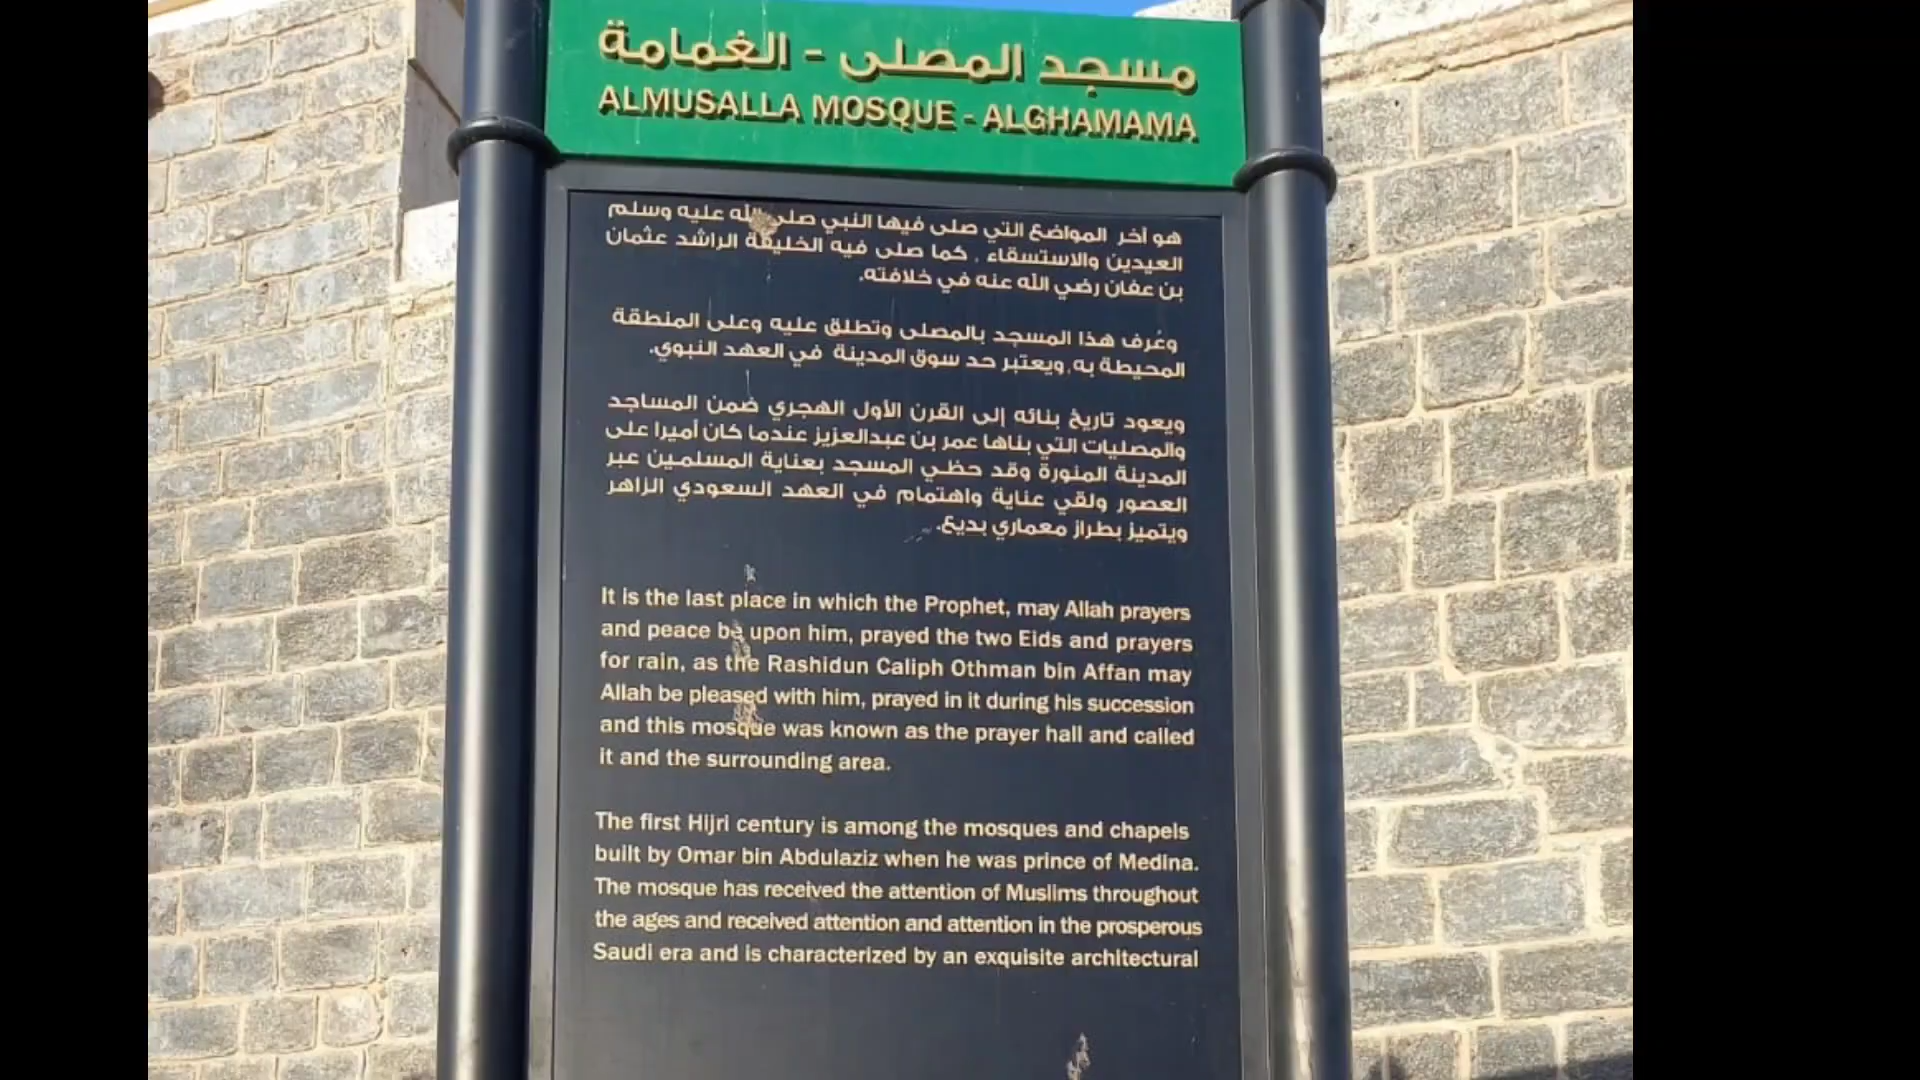 مسجد المصلى - الغمامة
ALMUSALLA MOSQUE - ALGHAMAMA
هو آخر المواضع التي صلى فيها النبي صلى الله عليه وسلم
العيدين والاستسقاء , كما صلى فيه الخليفة الراشد عثمان
بن عفان رضي الله عنه في خلافته.
وعُرف هذا المسجد بالمصلى وتطلق عليه وعلى المنطقة
المحيطة به,ويعتبر حد سوق المدينة في العهد النبوي.
ويعود تاريخ بنائه إلى القرن الأول الهجري ضمن المساجد
والمصليات التي بناها عمر بن عبدالعزيز عندما كان أميرا على
المدينة المنورة وقد حظي المسجد بعناية المسلمين عبر
العصور ولقي عناية واهتمام في العهد السعودي الزاهر
ويتميز بطراز معماري بديع.
It is the last place in which the Prophet, may Allah prayers
and peace be upon him, prayed the two Eids and prayers
for rain, as the Rashidun Caliph Othman bin Affan may
Allah be pleased with him, prayed in it during his succession
and this mosque was known as the prayer hall and called
it and the surrounding area.
The first Hijri century is among the mosques and chapels
built by Omar bin Abdulaziz when he was prince of Medina.
The mosque has received the attention of Muslims throughout
the ages and received attention and attention in the prosperous
Saudi era and is characterized by an exquisite architectural